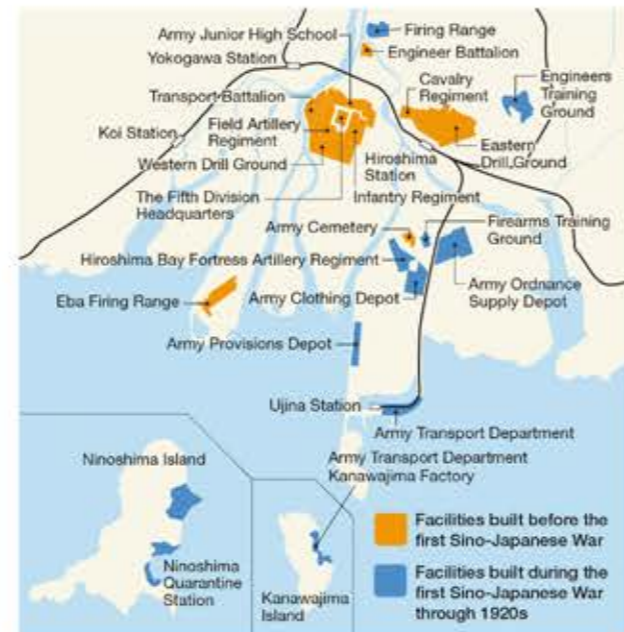 Army Junior High School
Firing Range
Engineer Battalion
Yokogawa Station
Cavalry
Regiment
Engineers
Training
Ground
Transport Battalion
Koi Station
Field Artillery
Regiment
Western Drill Ground
Hiroshima
Station
Eastern
Drill Ground
The Fifth Division
Headquarters
Infantry Regiment
Army Cemetery
Firearms Training
Ground
Hiroshima Bay Fortress Artillery Regiment
Eba Firing Range
Army Clothing Depot
Army Ordnance
Supply Depot
Army Provisions Depot
Ujina Station
Army Transport Department
Ninoshima Island
Army Transport Department
Kanawajima Factory
Ninoshima
Quarantine
Station
Kanawajima
Island
Facilities built before the
first Sino-Japanese War
Facilities built during the
first Sino-Japanese War
through 1920s